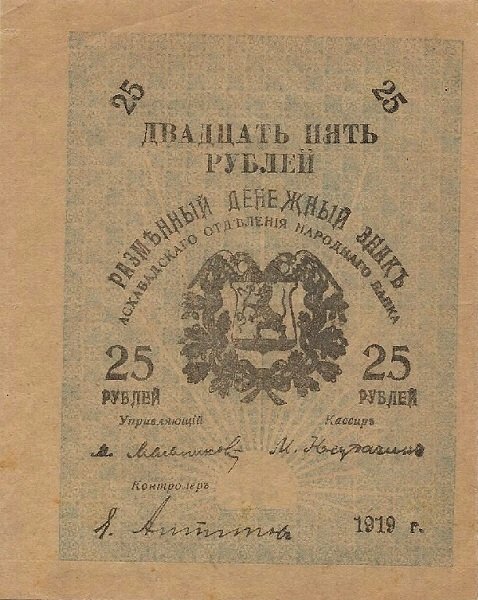 25 25
ДВАДЦАТЬ ПЯТЬ
РУБЛЕЙ
РАЗМѢННЫЙ ДЕНЕЖНЫЙ ЗНАКЪ
АСХАБАДСКАГО ОТДѢЛЕНІЯ НАРОДНАГО БАНКА
25 25
РУБЛЕЙ РУБЛЕЙ
Управляющій Кассиръ
М.
Контролеръ
1919 г.